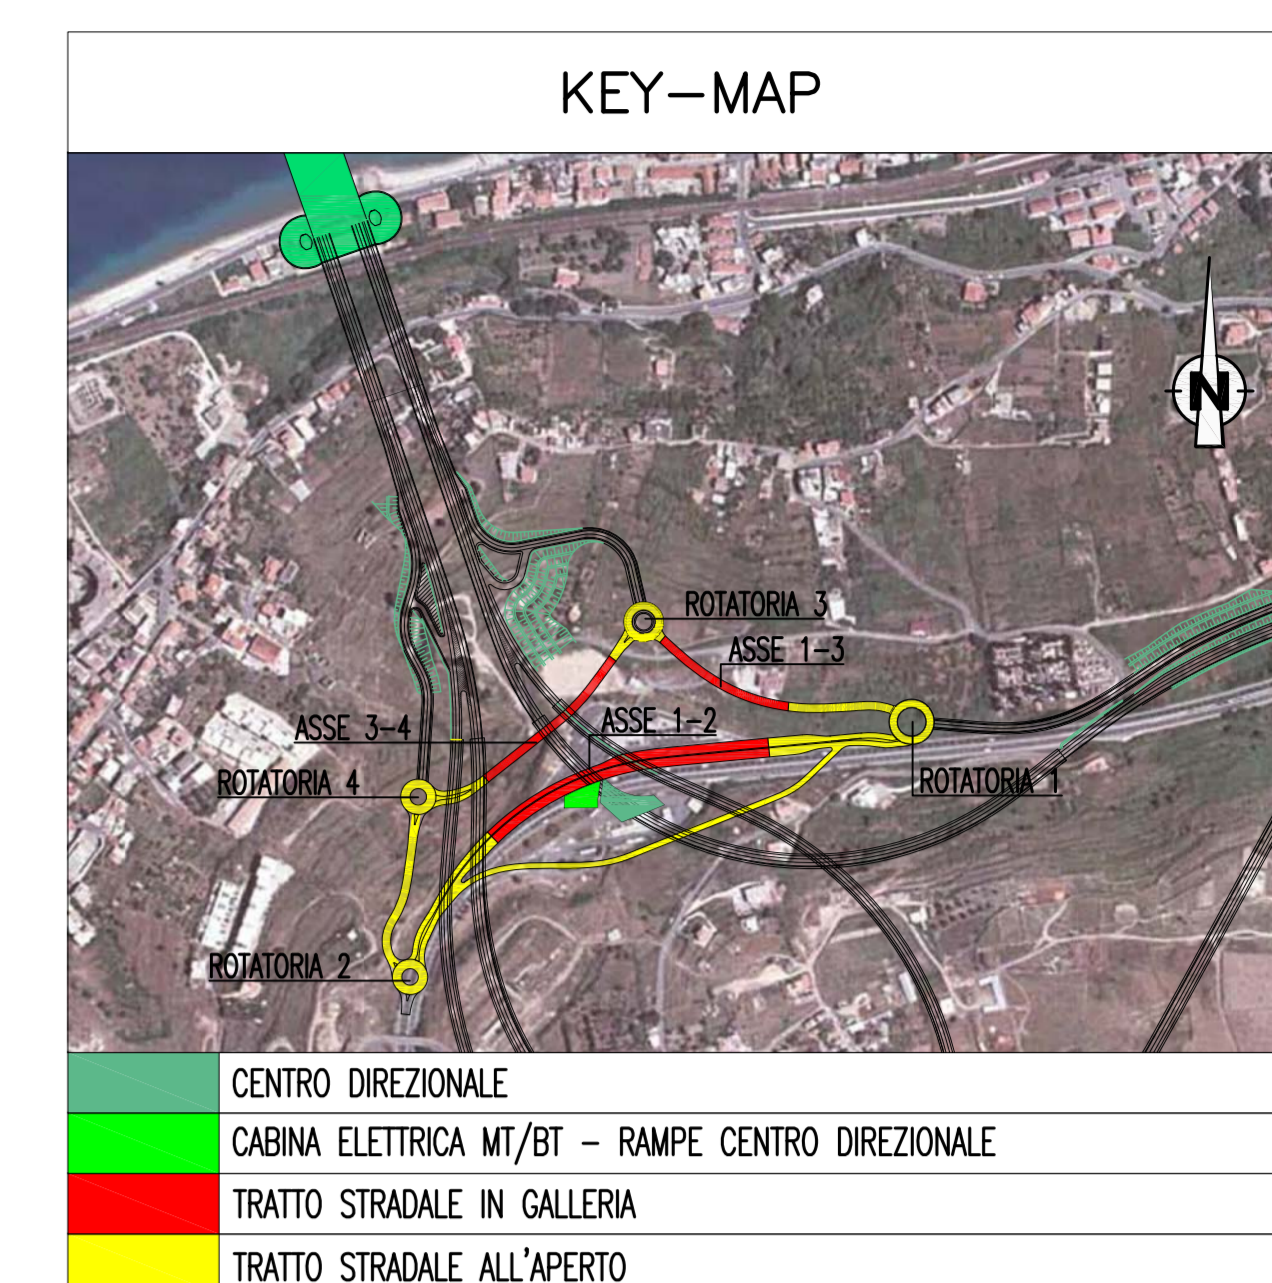 KEY-MAP
N
ROTATORIA 3
ASSE 1-3
ASSE 3-4
ASSE 1-2
ROTATORIA 4
ROTATORIA 1
ROTATORIA 2
CENTRO DIREZIONALE
CABINA ELETTRICA MT/BT - RAMPE CENTRO DIREZIONALE
TRATTO STRADALE IN GALLERIA
TRATTO STRADALE ALL'APERTO